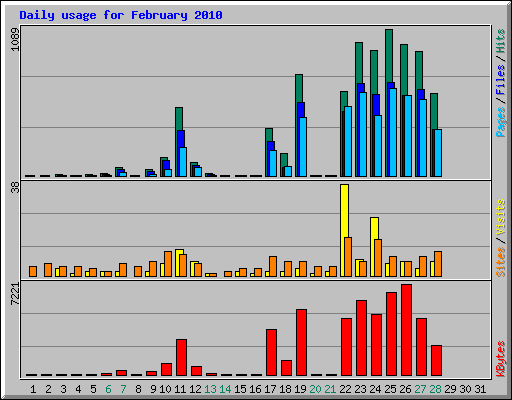 Daily usage for February 2010
1089
Pages / Files / Hits
38
Sites / Visits
7221
KBytes
1 2 3 4 5 6 7 8 9 10 11 12 13 14 15 16 17 18 19 20 21 22 23 24 25 26 27 28 29 30 31